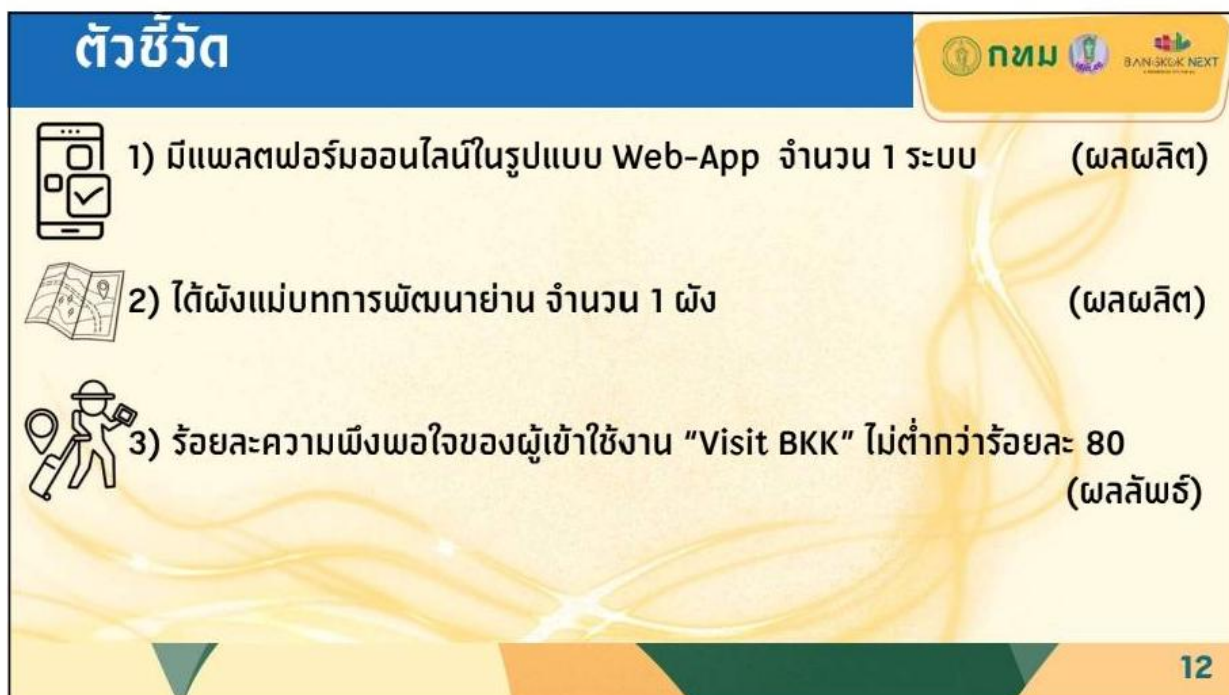 ตัวชี้วัด
กทม
BANGKOK NEXT
1) มีแพลตฟอร์มออนไลน์ในรูปแบบ Web-App จำนวน 1 ระบบ (ผลผลิต)
2) ได้ผังแม่บทการพัฒนาย่าน จำนวน 1 ผัง (ผลผลิต)
3) ร้อยละความพึงพอใจของผู้เข้าใช้งาน "Visit BKK" ไม่ต่ำกว่าร้อยละ 80
(ผลลัพธ์)
12